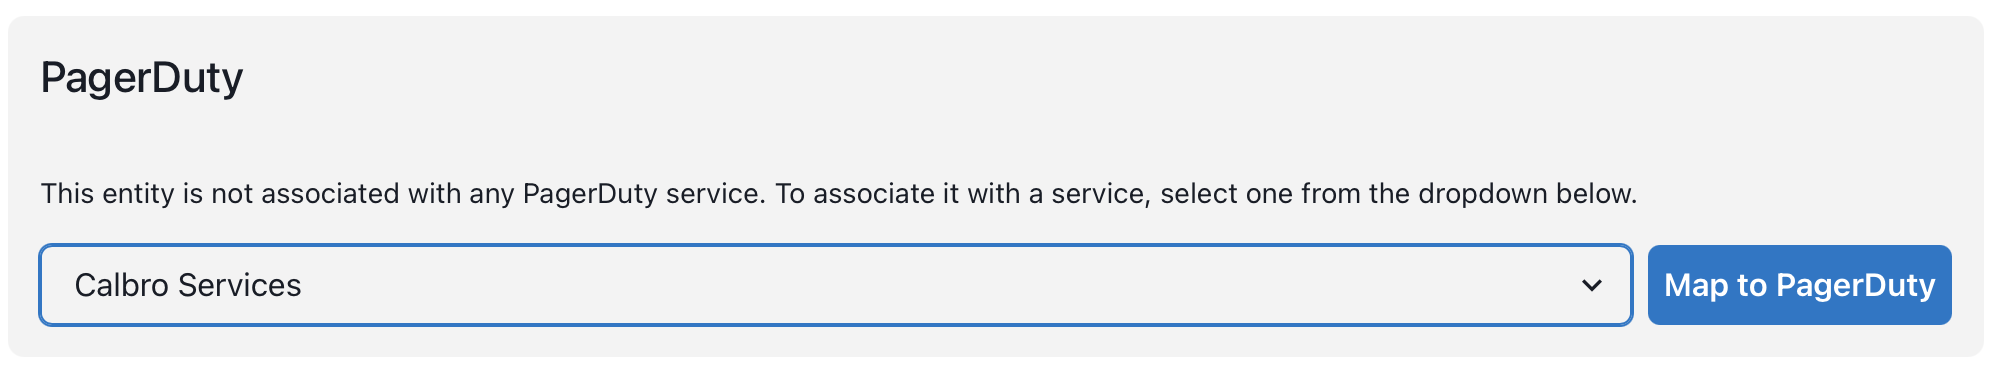 PagerDuty
This entity is not associated with any PagerDuty service. To associate it with a service, select one from the dropdown below.
Calbro Services
Map to PagerDuty